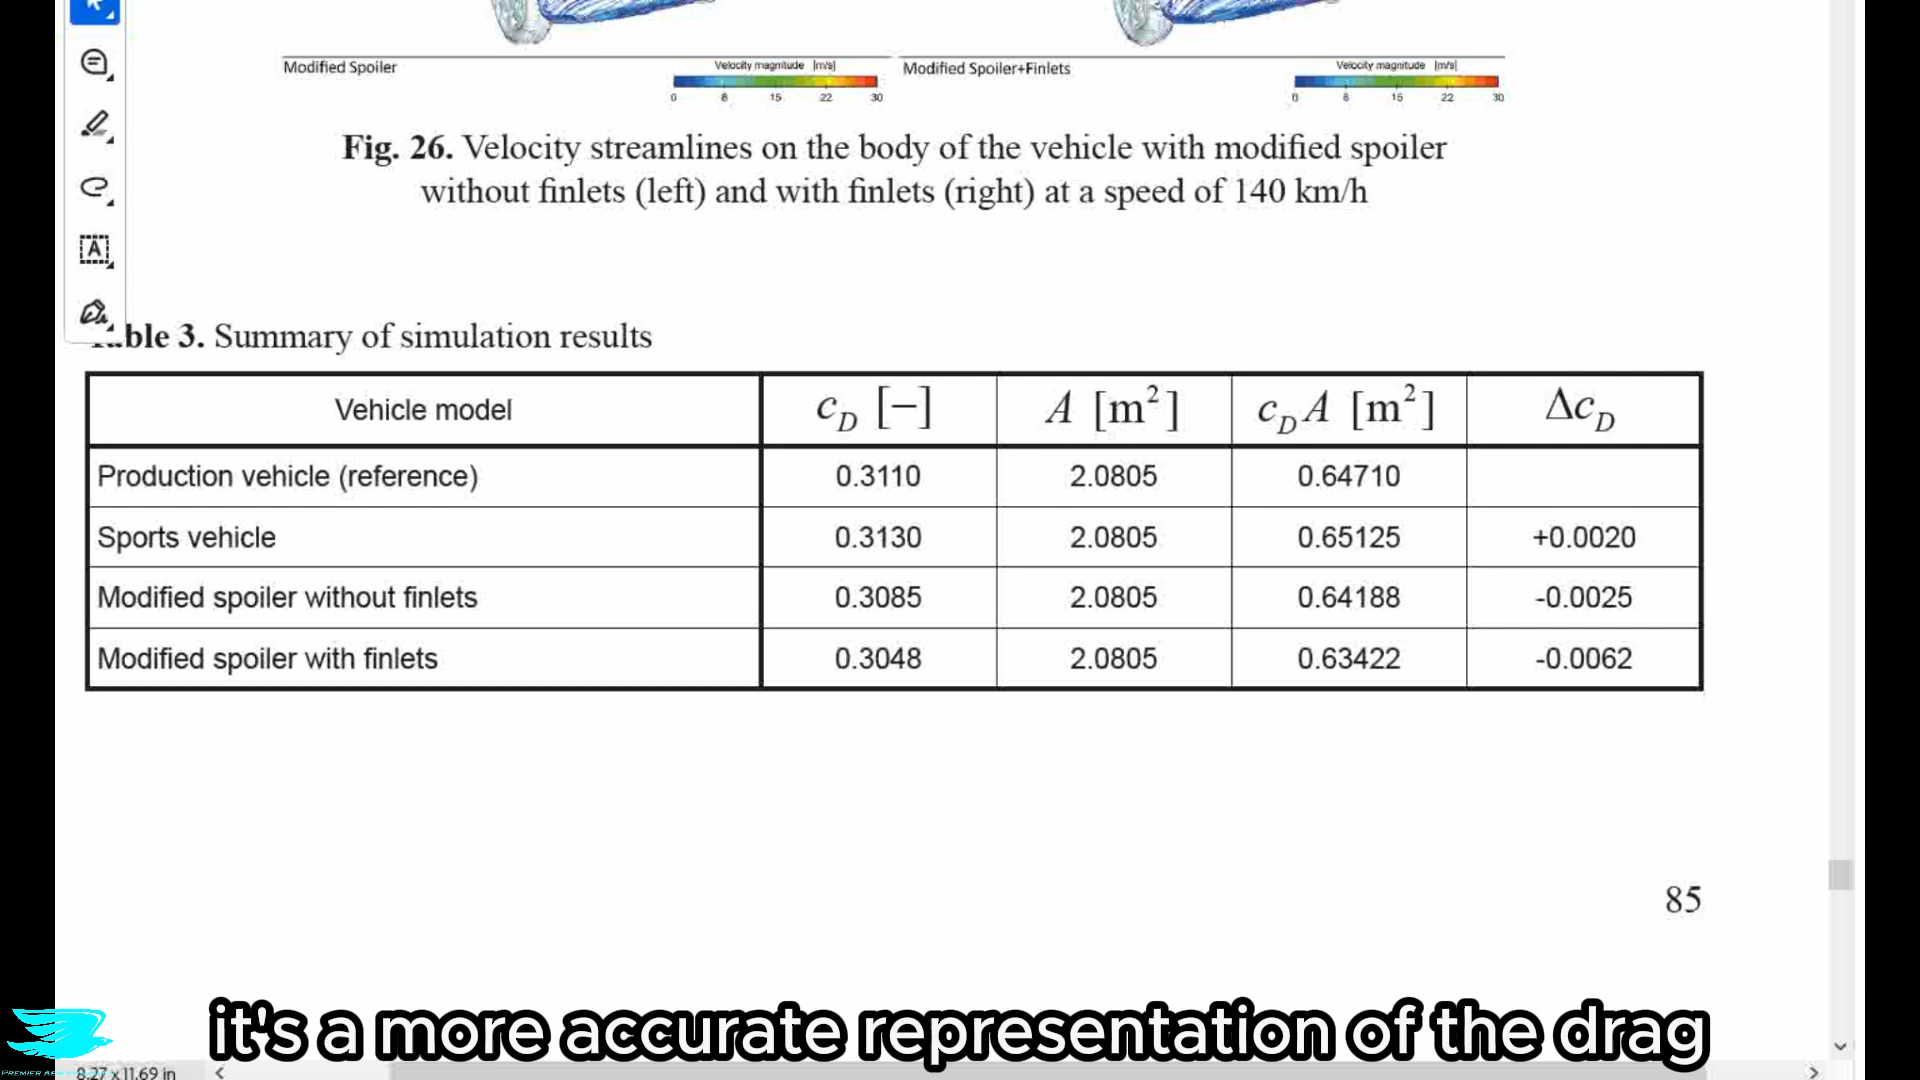 Modified Spoiler
Velocity magnitude [m/s]
0 8 15 22 30
Modified Spoiler+Finlets
Velocity magnitude [m/s]
0 8 15 22 30
Fig. 26. Velocity streamlines on the body of the vehicle with modified spoiler
without finlets (left) and with finlets (right) at a speed of 140 km/h
ble 3. Summary of simulation results
Vehicle model c_D [−] A [m²] c_D A [m²] Δc_D
Production vehicle (reference) 0.3110 2.0805 0.64710
Sports vehicle 0.3130 2.0805 0.65125 +0.0020
Modified spoiler without finlets 0.3085 2.0805 0.64188 -0.0025
Modified spoiler with finlets 0.3048 2.0805 0.63422 -0.0062
85
it's a more accurate representation of the drag
PREMIER
8.27 x 11.69 in